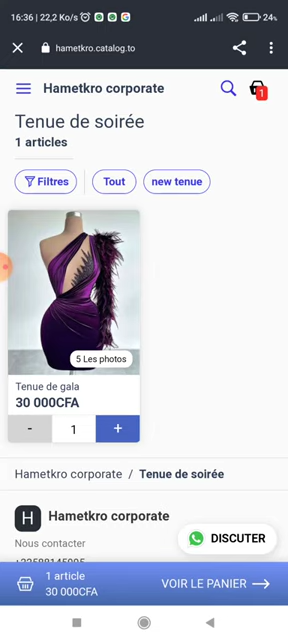 16:36 | 22,2 Ko/s
24%
hametkro.catalog.to
Hametkro corporate
1
Tenue de soirée
1 articles
Filtres
Tout
new tenue
5 Les photos
Tenue de gala
30 000CFA
- 1 +
Hametkro corporate / Tenue de soirée
H
Hametkro corporate
Nous contacter
DISCUTER
1 article
30 000CFA
VOIR LE PANIER